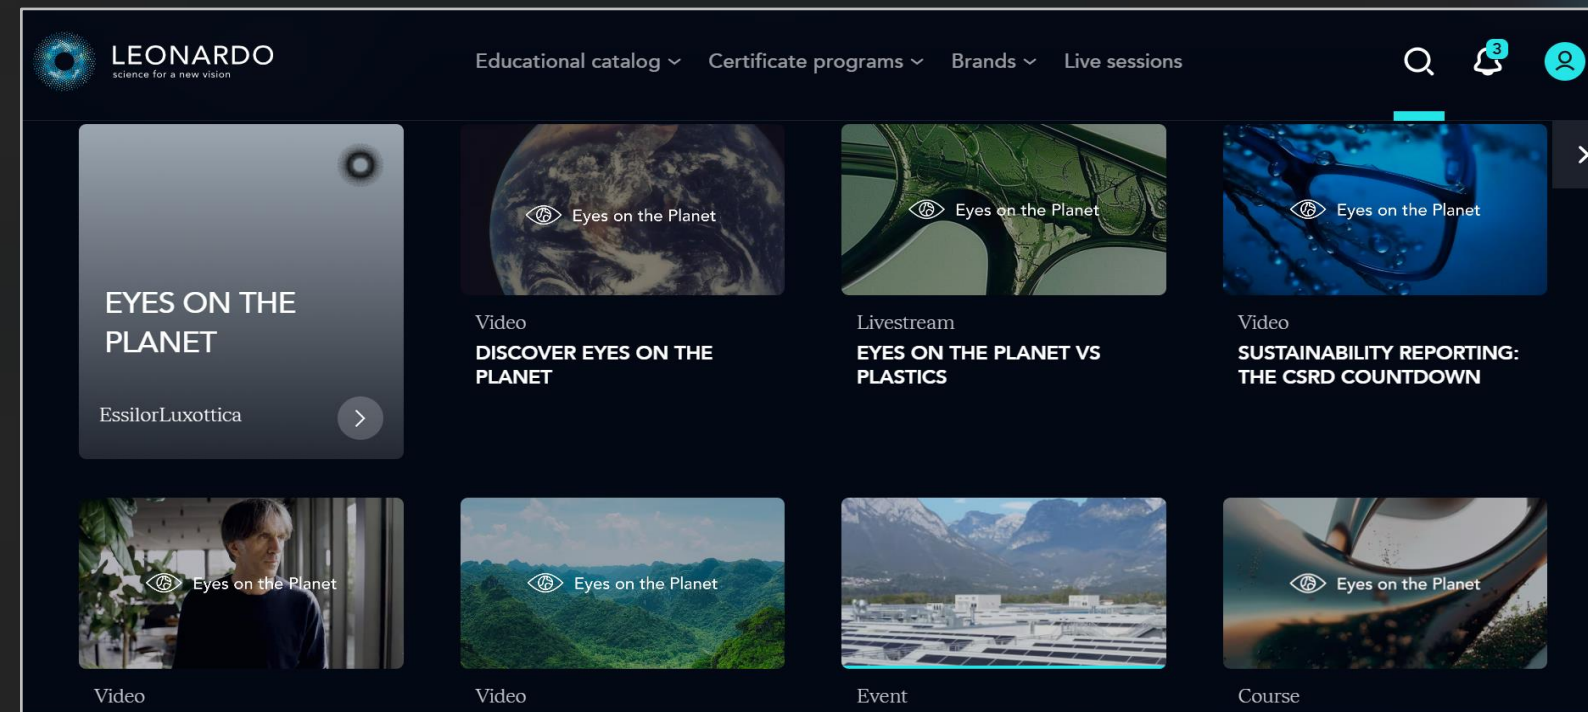 LEONARDO
science for a new vision
Educational catalog
Certificate programs
Brands
Live sessions
3
EYES ON THE
PLANET
EssilorLuxottica
Eyes on the Planet
Video
DISCOVER EYES ON THE
PLANET
Eyes on the Planet
Livestream
EYES ON THE PLANET VS
PLASTICS
Eyes on the Planet
Video
SUSTAINABILITY REPORTING:
THE CSRD COUNTDOWN
Eyes on the Planet
Video
Eyes on the Planet
Video
Event
Eyes on the Planet
Course